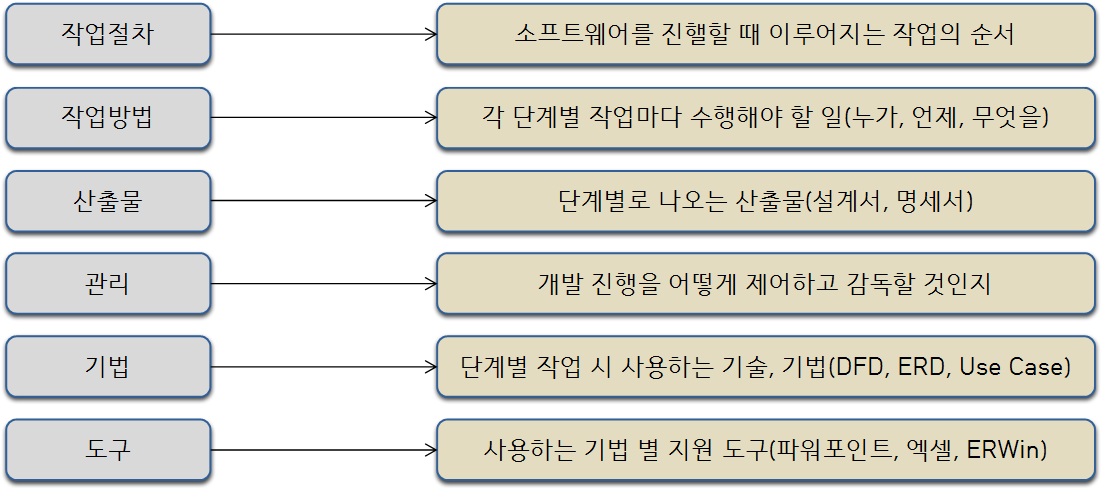 작업절차
소프트웨어를 진핼할 때 이루어지는 작업의 순서
작업방법
각 단계별 작업마다 수행해야 할 일(누가, 언제, 무엇을)
산출물
단계별로 나오는 산출물(설계서, 명세서)
관리
개발 진행을 어떻게 제어하고 감독할 것인지
기법
단계별 작업 시 사용하는 기술, 기법(DFD, ERD, Use Case)
도구
사용하는 기법 별 지원 도구(파워포인트, 엑셀, ERWin)